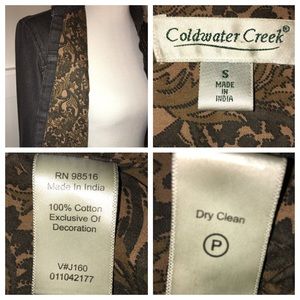 Coldwater Creek®
S
MADE IN
INDIA
RN 98516
Made In India
100% Cotton
Exclusive Of
Decoration
V#J160
011042177
Dry Clean
P